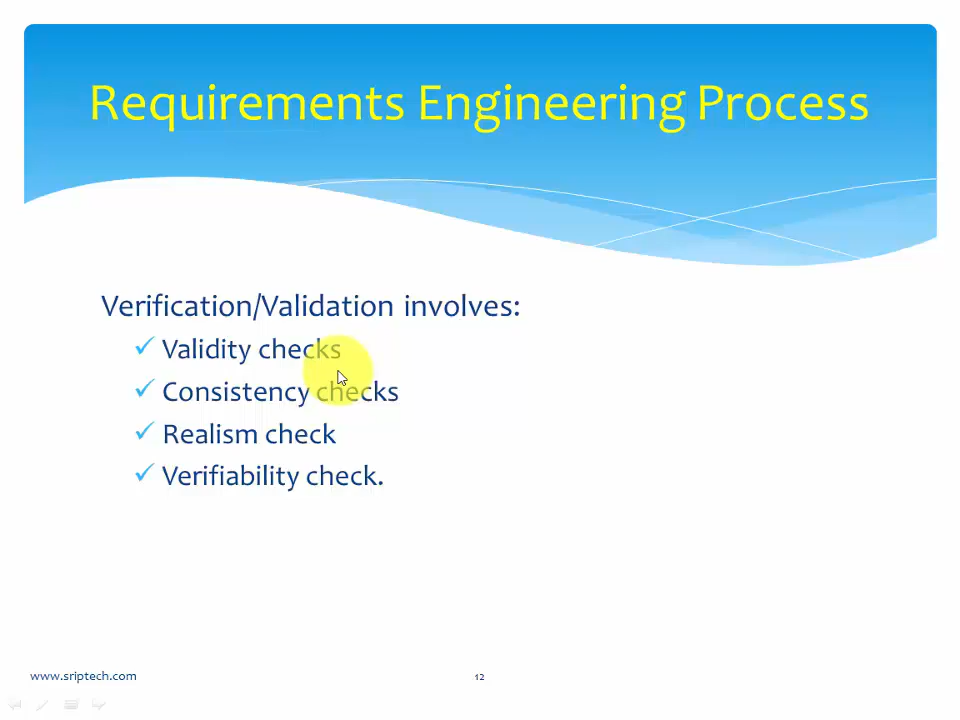 Requirements Engineering Process
Verification/Validation involves:
Validity checks
Consistency checks
Realism check
Verifiability check.
www.sriptech.com
12